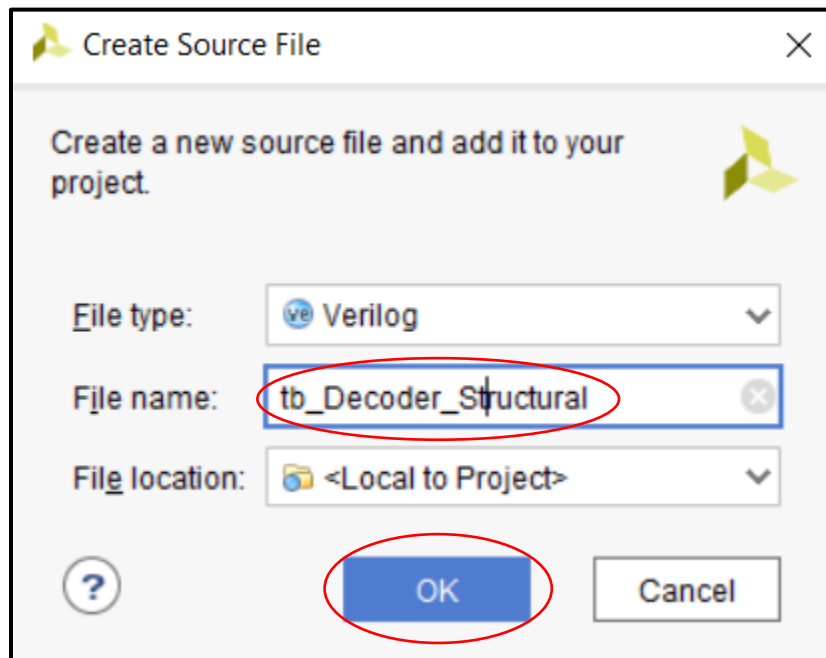 Create Source File
Create a new source file and add it to your
project.
File type: Verilog
File name: tb_Decoder_Structural
File location: <Local to Project>
? OK Cancel